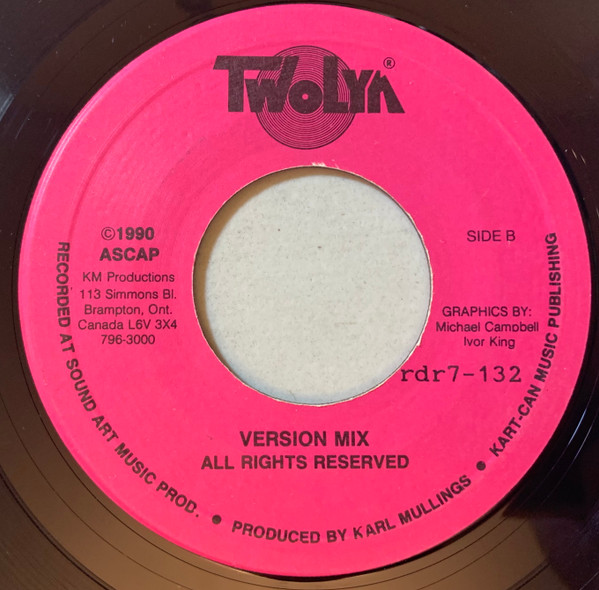 TWOLYN ®
©1990
ASCAP
KM Productions
113 Simmons Bl.
Brampton, Ont.
Canada L6V 3X4
796-3000
SIDE B
GRAPHICS BY:
Michael Campbell
Ivor King
rdr7-132
VERSION MIX
ALL RIGHTS RESERVED
RECORDED AT SOUND ART MUSIC PROD. • PRODUCED BY KARL MULLINGS • KART-CAN MUSIC PUBLISHING